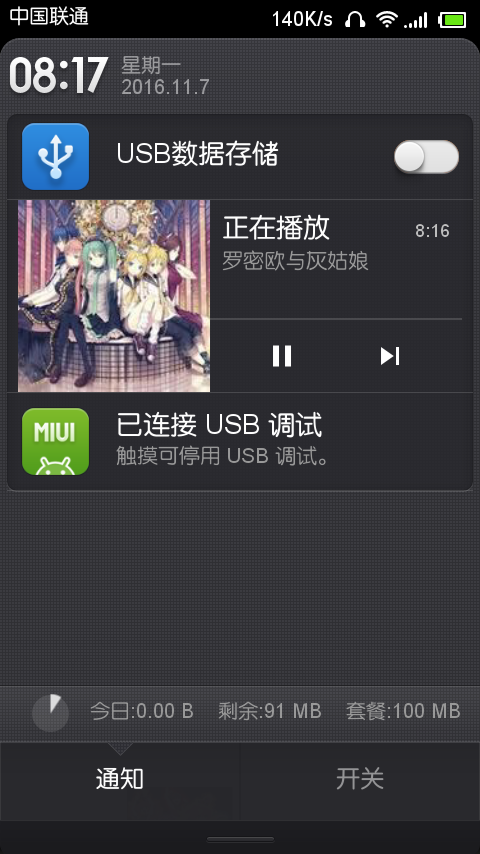 中国联通 140K/s
08:17 星期一
2016.11.7
USB数据存储
正在播放 8:16
罗密欧与灰姑娘
MIUI
已连接 USB 调试
触摸可停用 USB 调试。
今日:0.00 B 剩余:91 MB 套餐:100 MB
通知 开关